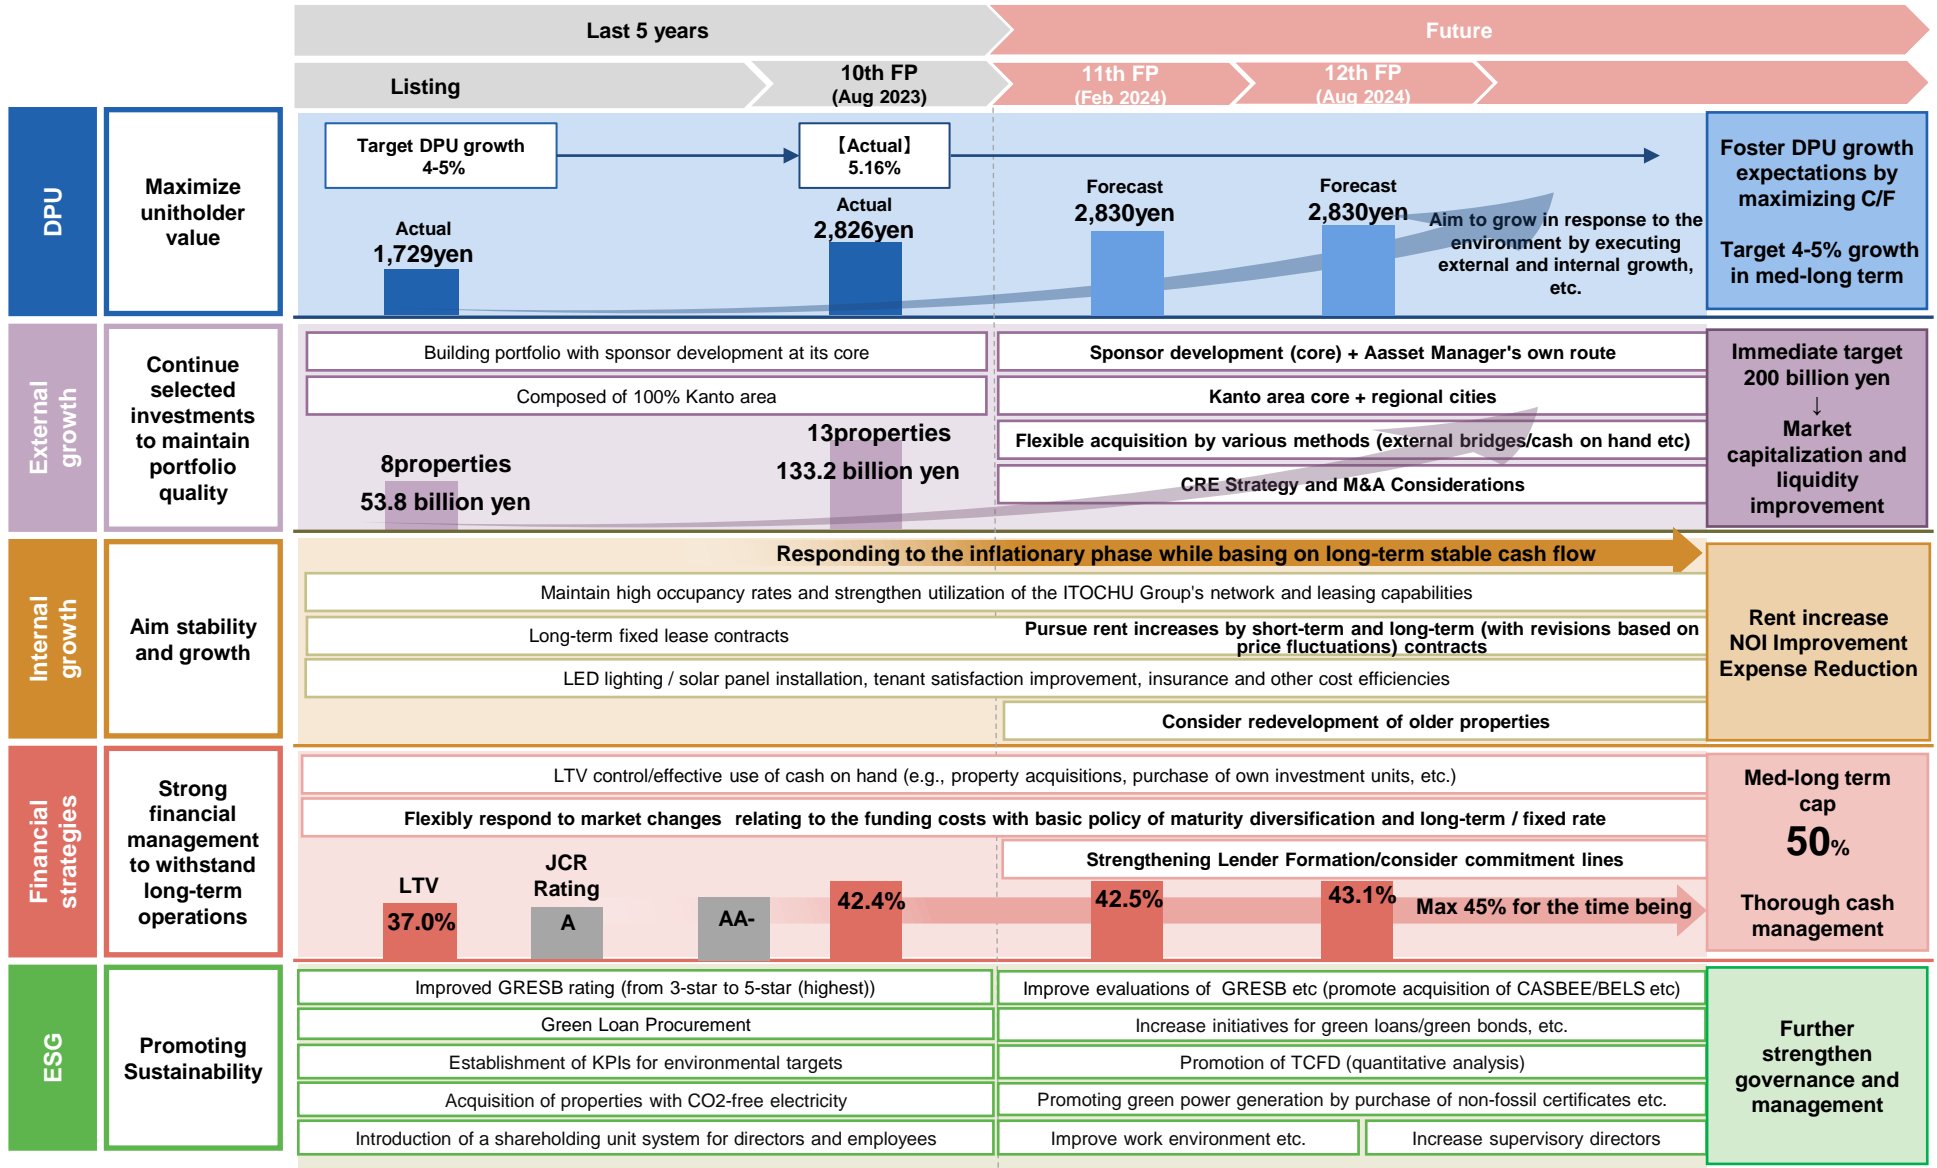 Last 5 years
Future
Listing
10th FP
(Aug 2023)
11th FP
(Feb 2024)
12th FP
(Aug 2024)
DPU
Maximize
unitholder
value
Target DPU growth
4-5%
【Actual】
5.16%
Actual
1,729yen
Actual
2,826yen
Forecast
2,830yen
Forecast
2,830yen
Aim to grow in response to the
environment by executing
external and internal growth,
etc.
Foster DPU growth
expectations by
maximizing C/F
Target 4-5% growth
in med-long term
External
growth
Continue
selected
investments
to maintain
portfolio
quality
Building portfolio with sponsor development at its core
Composed of 100% Kanto area
8properties
53.8 billion yen
13properties
133.2 billion yen
Sponsor development (core) + Aasset Manager's own route
Kanto area core + regional cities
Flexible acquisition by various methods (external bridges/cash on hand etc)
CRE Strategy and M&A Considerations
Immediate target
200 billion yen
↓
Market
capitalization and
liquidity
improvement
Internal
growth
Aim stability
and growth
Responding to the inflationary phase while basing on long-term stable cash flow
Maintain high occupancy rates and strengthen utilization of the ITOCHU Group's network and leasing capabilities
Long-term fixed lease contracts
Pursue rent increases by short-term and long-term (with revisions based on
price fluctuations) contracts
LED lighting / solar panel installation, tenant satisfaction improvement, insurance and other cost efficiencies
Consider redevelopment of older properties
Rent increase
NOI Improvement
Expense Reduction
Financial
strategies
Strong
financial
management
to withstand
long-term
operations
LTV control/effective use of cash on hand (e.g., property acquisitions, purchase of own investment units, etc.)
Flexibly respond to market changes relating to the funding costs with basic policy of maturity diversification and long-term / fixed rate
Strengthening Lender Formation/consider commitment lines
LTV
37.0%
JCR
Rating
A
AA-
42.4%
42.5%
43.1%
Max 45% for the time being
Med-long term
cap
50%
Thorough cash
management
ESG
Promoting
Sustainability
Improved GRESB rating (from 3-star to 5-star (highest))
Green Loan Procurement
Establishment of KPIs for environmental targets
Acquisition of properties with CO2-free electricity
Introduction of a shareholding unit system for directors and employees
Improve evaluations of GRESB etc (promote acquisition of CASBEE/BELS etc)
Increase initiatives for green loans/green bonds, etc.
Promotion of TCFD (quantitative analysis)
Promoting green power generation by purchase of non-fossil certificates etc.
Improve work environment etc.
Increase supervisory directors
Further
strengthen
governance and
management